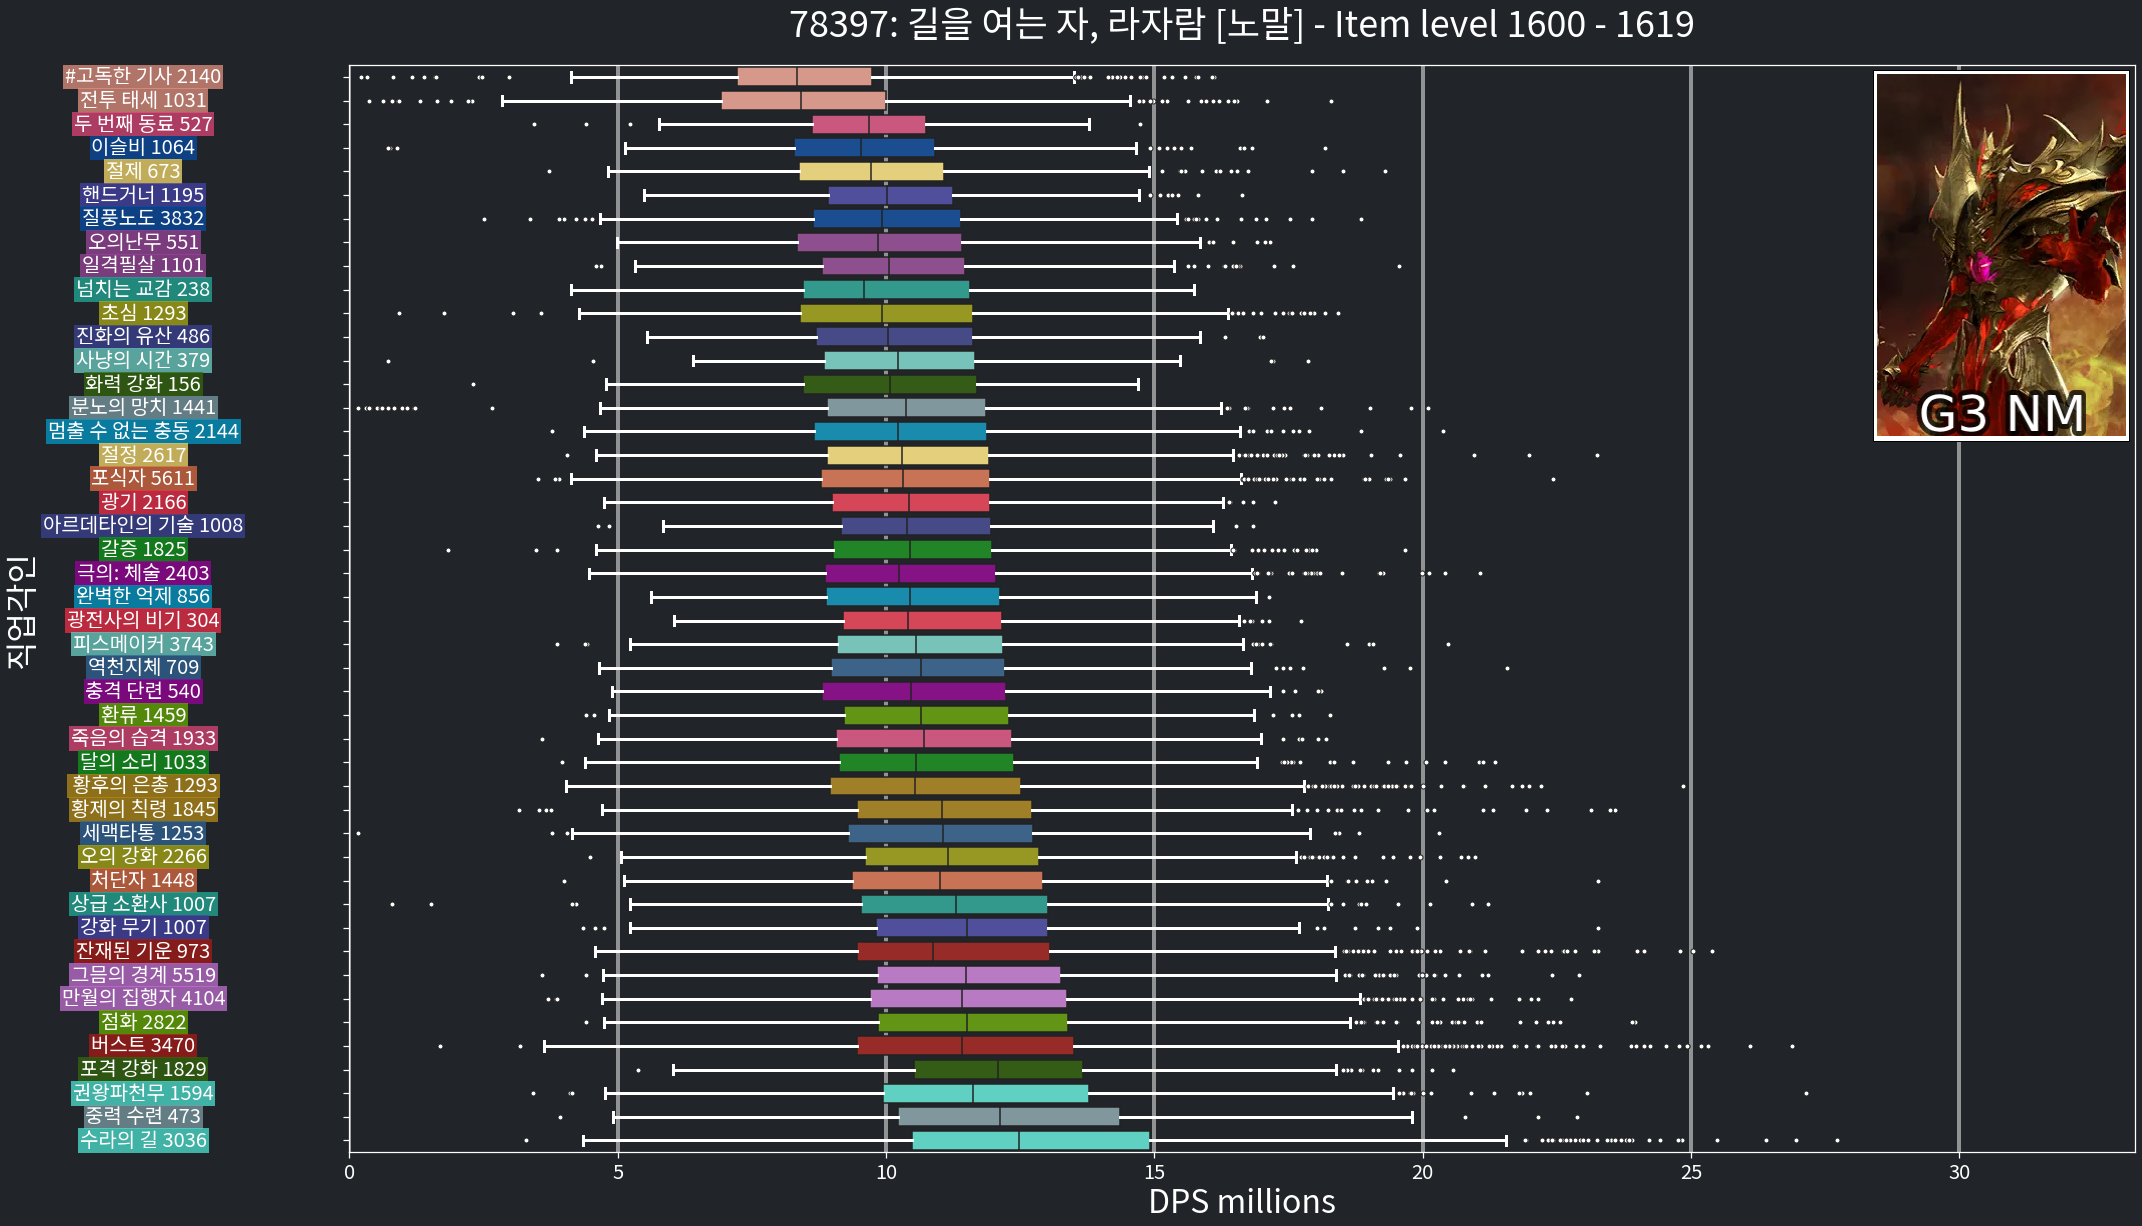 78397: 길을 여는 자, 라자람 [노말] - Item level 1600 - 1619
#고독한 기사 2140
전투 태세 1031
두 번째 동료 527
이슬비 1064
절제 673
핸드거너 1195
질풍노도 3832
오의난무 551
일격필살 1101
넘치는 교감 238
초심 1293
진화의 유산 486
사냥의 시간 379
화력 강화 156
분노의 망치 1441
멈출 수 없는 충동 2144
절정 2617
포식자 5611
광기 2166
아르데타인의 기술 1008
갈증 1825
극의: 체술 2403
완벽한 억제 856
광전사의 비기 304
피스메이커 3743
역천지체 709
충격 단련 540
환류 1459
죽음의 습격 1933
달의 소리 1033
황후의 은총 1293
황제의 칙령 1845
세맥타통 1253
오의 강화 2266
처단자 1448
상급 소환사 1007
강화 무기 1007
잔재된 기운 973
그믐의 경계 5519
만월의 집행자 4104
점화 2822
버스트 3470
포격 강화 1829
권왕파천무 1594
중력 수련 473
수라의 길 3036
직업각인
G3 NM
0 5 10 15 20 25 30
DPS millions